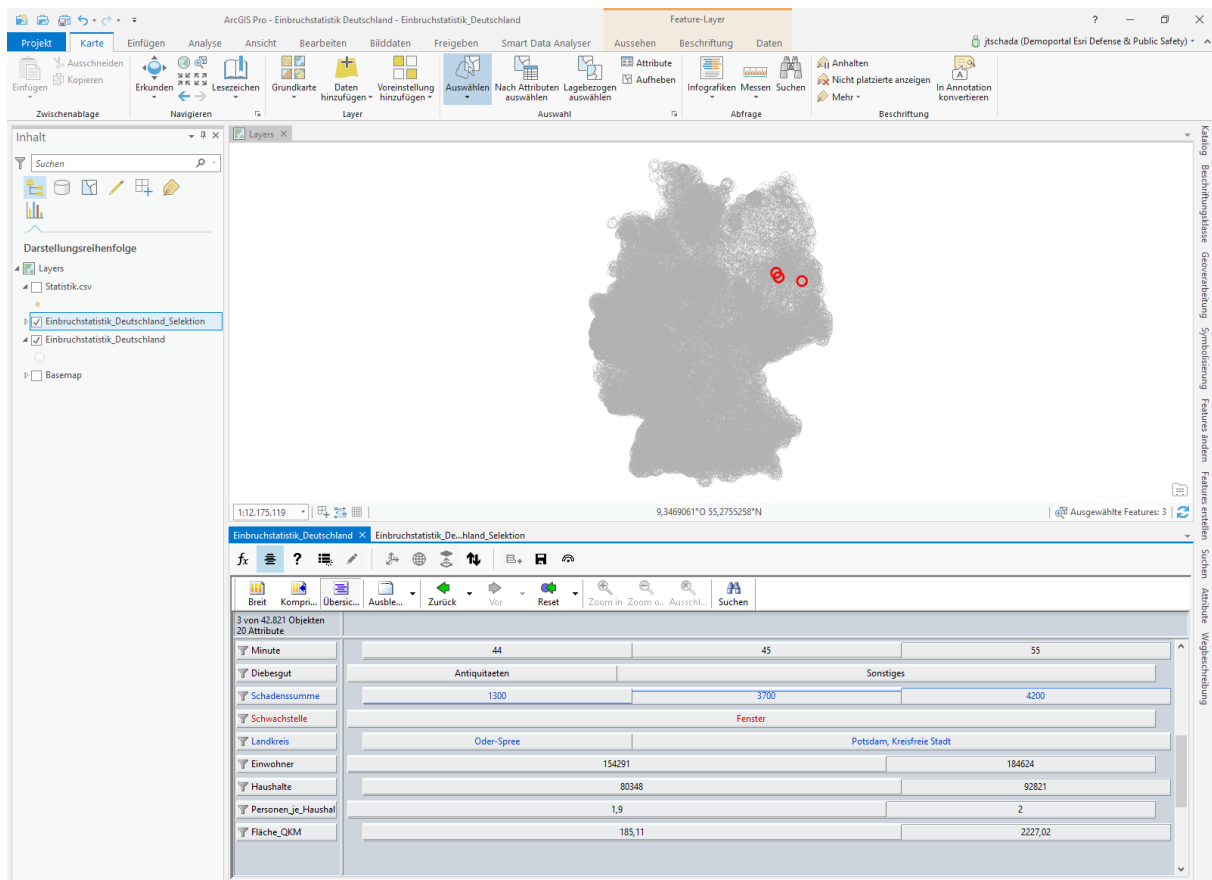 ArcGIS Pro - Einbruchstatistik Deutschland - Einbruchstatistik_Deutschland
Feature-Layer
?
Projekt Karte Einfügen Analyse Ansicht Bearbeiten Bilddaten Freigeben Smart Data Analyser Aussehen Beschriftung Daten
jtschada (Demoportal Esri Defense & Public Safety)
Einfügen
Ausschneiden
Kopieren
Zwischenablage
Erkunden
Navigieren
Lesezeichen
Grundkarte
Daten hinzufügen
Voreinstellung hinzufügen
Layer
Auswählen
Nach Attributen auswählen
Lagebezogen auswählen
Attribute
Aufheben
Auswahl
Infografiken
Messen
Suchen
Abfrage
Anhalten
Nicht platzierte anzeigen
Mehr
In Annotation konvertieren
Beschriftung
Inhalt
Suchen
Darstellungsreihenfolge
Layers
Statistik.csv
Einbruchstatistik_Deutschland_Selektion
Einbruchstatistik_Deutschland
Basemap
Layers
1:12.175.119
9,3469061°O 55,2755258°N
Ausgewählte Features: 3
Einbruchstatistik_Deutschland
Einbruchstatistik_De...hland_Selektion
fx
?
Breit
Kompri...
Übersic...
Ausble...
Zurück
Vor
Reset
Zoom in
Zoom o..
Ausschl...
Suchen
3 von 42.821 Objekten
20 Attribute
Minute 44 45 55
Diebesgut Antiquitaeten Sonstiges
Schadenssumme 1300 3700 4200
Schwachstelle Fenster
Landkreis Oder-Spree Potsdam, Kreisfreie Stadt
Einwohner 154291 184624
Haushalte 80348 92821
Personen_je_Haushal 1,9 2
Fläche_QKM 185,11 2227,02
Katalog
Beschriftungsklasse
Geoverarbeitung
Symbolisierung
Features ändern
Features erstellen
Suchen
Attribute
Wegbeschreibung